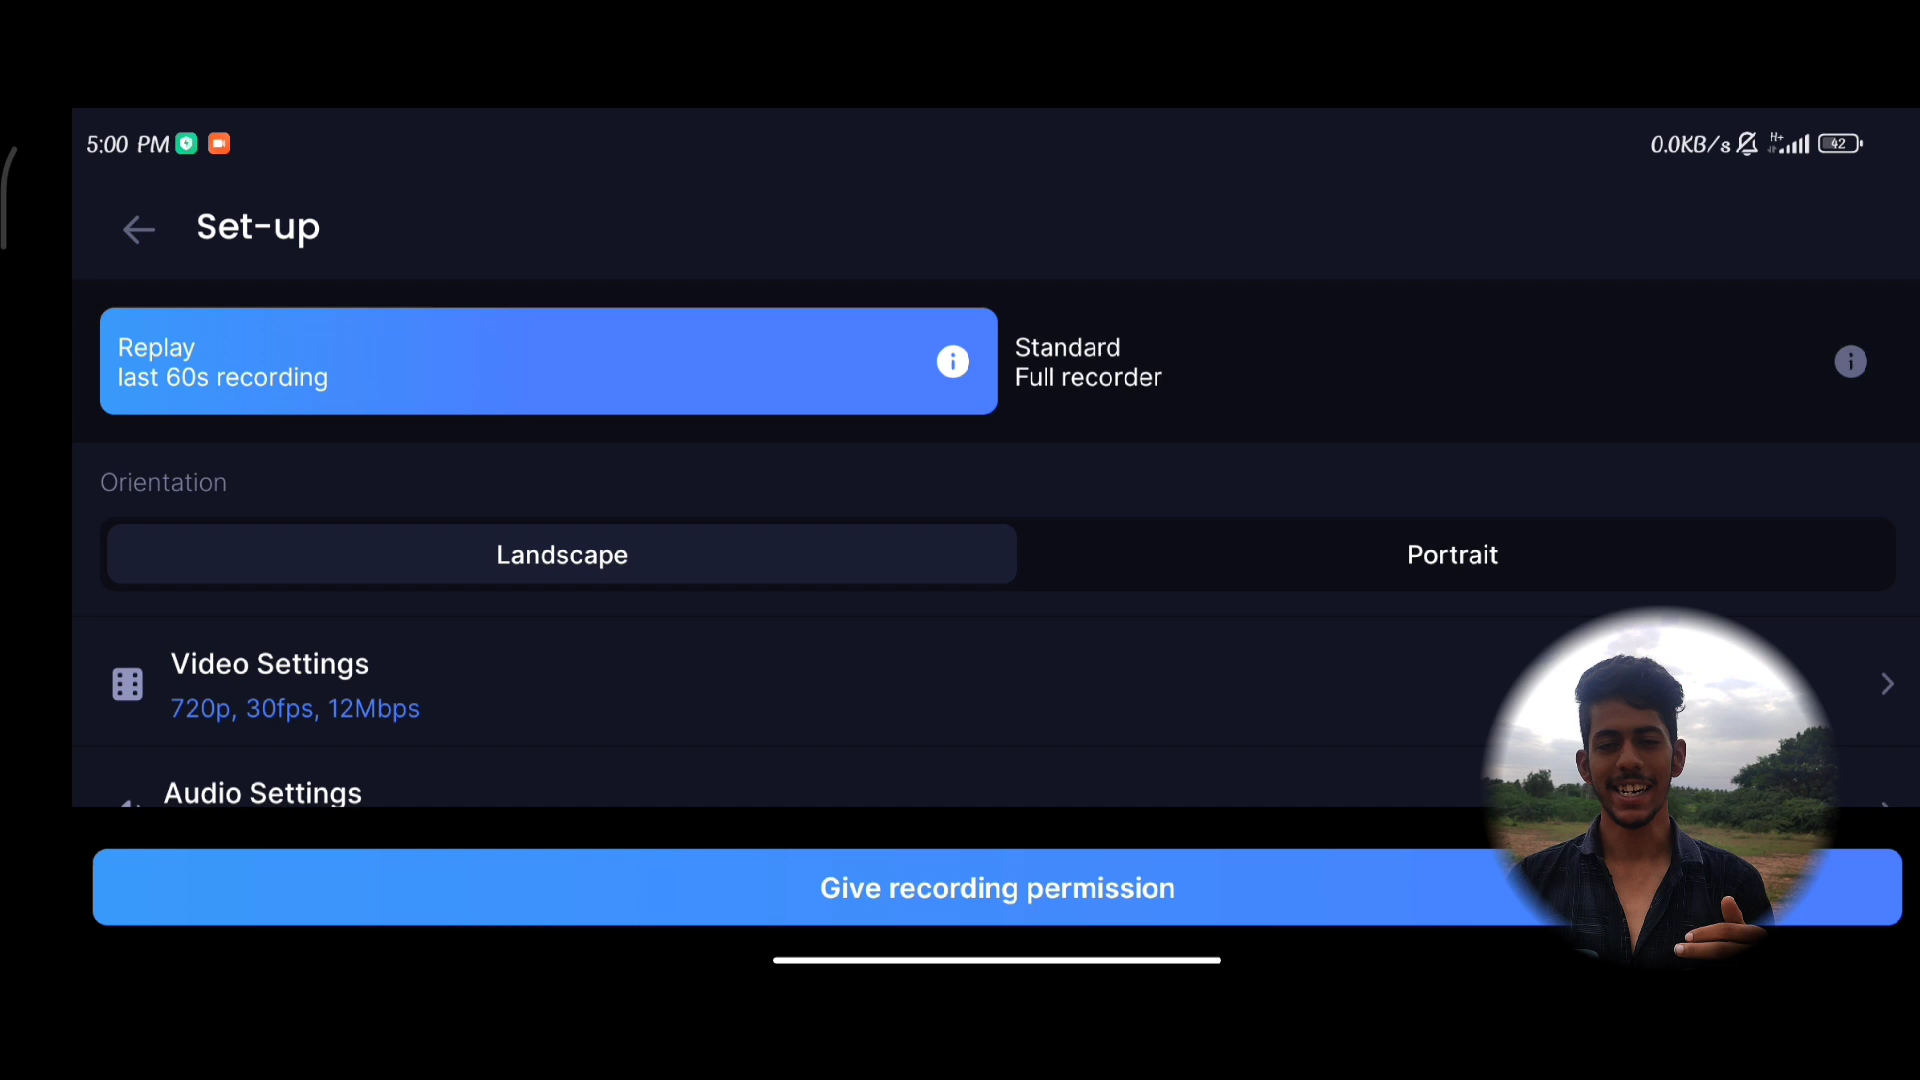 5:00 PM
0.0KB/s H+ 42
Set-up
Replay
last 60s recording
Standard
Full recorder
Orientation
Landscape
Portrait
Video Settings
720p, 30fps, 12Mbps
Audio Settings
Give recording permission